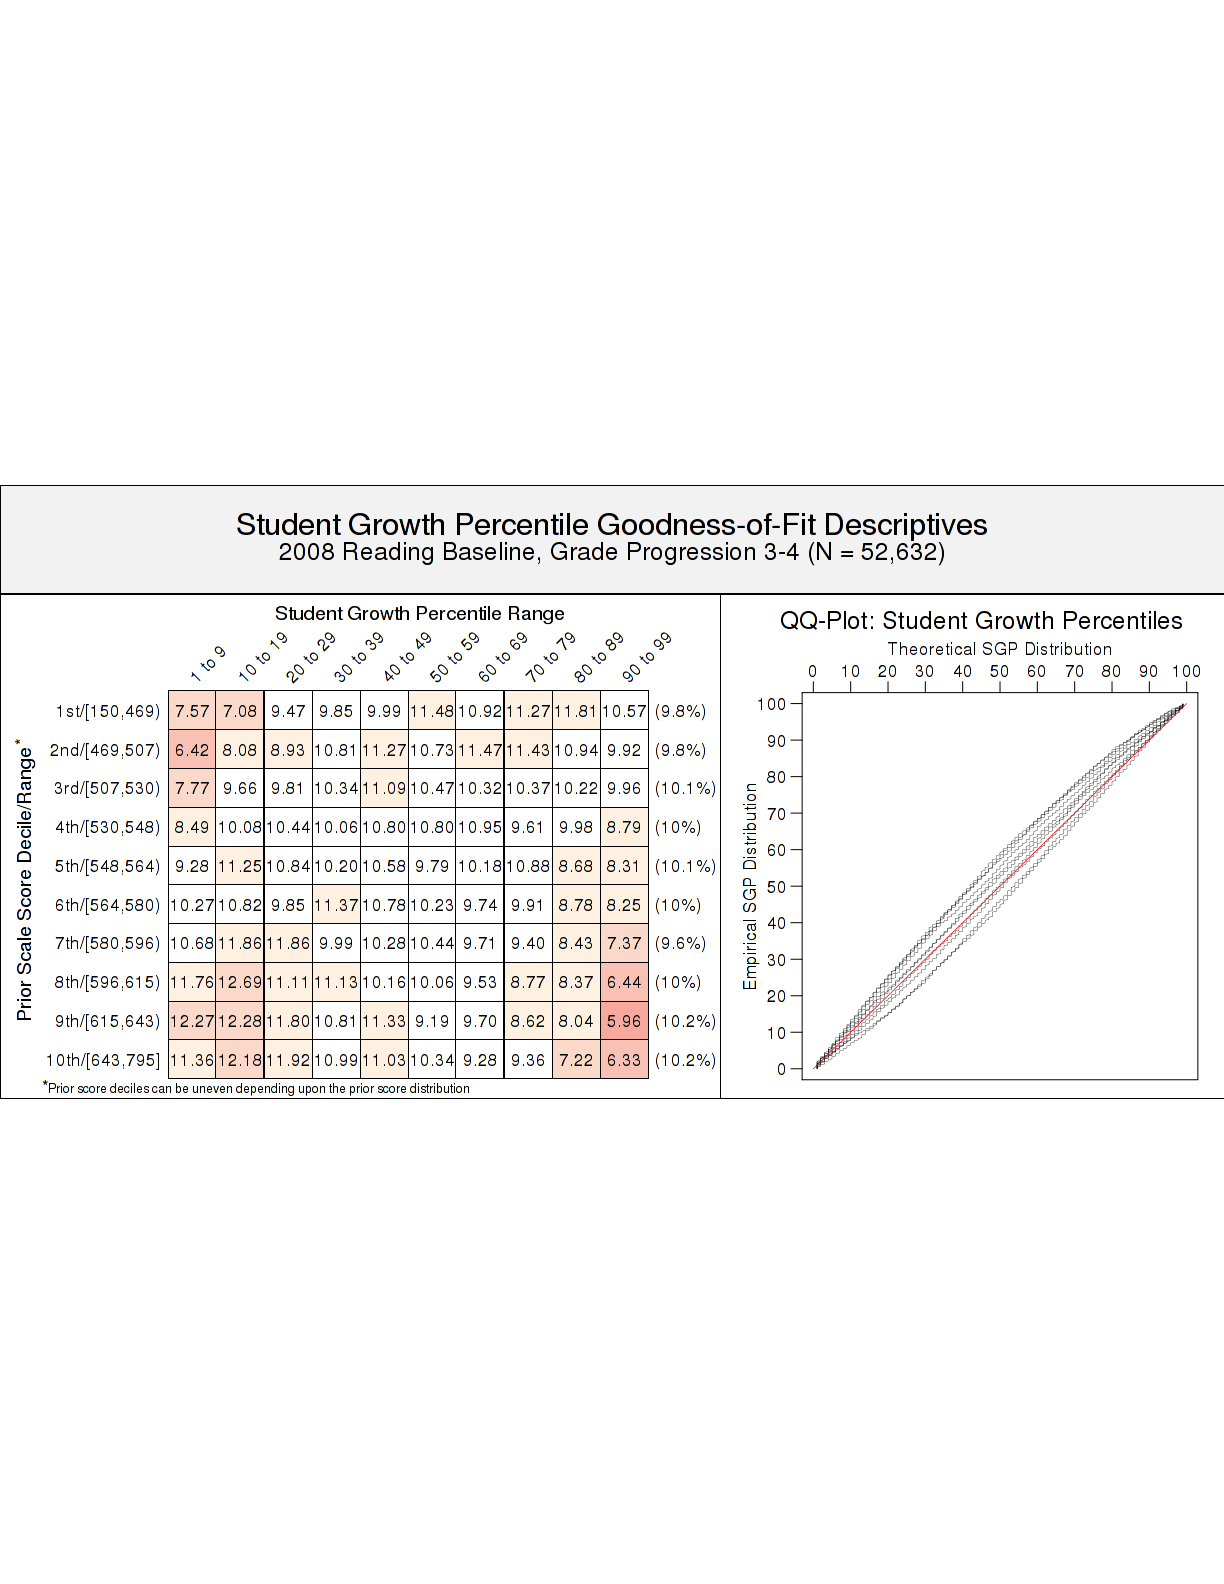 Student Growth Percentile Goodness-of-Fit Descriptives
2008 Reading Baseline, Grade Progression 3-4 (N = 52,632)
Student Growth Percentile Range
1 to 9 10 to 19 20 to 29 30 to 39 40 to 49 50 to 59 60 to 69 70 to 79 80 to 89 90 to 99
Prior Scale Score Decile/Range*
1st/[150,469) 7.57 7.08 9.47 9.85 9.99 11.48 10.92 11.27 11.81 10.57 (9.8%)
2nd/[469,507) 6.42 8.08 8.93 10.81 11.27 10.73 11.47 11.43 10.94 9.92 (9.8%)
3rd/[507,530) 7.77 9.66 9.81 10.34 11.09 10.47 10.32 10.37 10.22 9.96 (10.1%)
4th/[530,548) 8.49 10.08 10.44 10.06 10.80 10.80 10.95 9.61 9.98 8.79 (10%)
5th/[548,564) 9.28 11.25 10.84 10.20 10.58 9.79 10.18 10.88 8.68 8.31 (10.1%)
6th/[564,580) 10.27 10.82 9.85 11.37 10.78 10.23 9.74 9.91 8.78 8.25 (10%)
7th/[580,596) 10.68 11.86 11.86 9.99 10.28 10.44 9.71 9.40 8.43 7.37 (9.6%)
8th/[596,615) 11.76 12.69 11.11 11.13 10.16 10.06 9.53 8.77 8.37 6.44 (10%)
9th/[615,643) 12.27 12.28 11.80 10.81 11.33 9.19 9.70 8.62 8.04 5.96 (10.2%)
10th/[643,795] 11.36 12.18 11.92 10.99 11.03 10.34 9.28 9.36 7.22 6.33 (10.2%)
*Prior score deciles can be uneven depending upon the prior score distribution
QQ-Plot: Student Growth Percentiles
Theoretical SGP Distribution
0 10 20 30 40 50 60 70 80 90 100
Empirical SGP Distribution
100
90
80
70
60
50
40
30
20
10
0